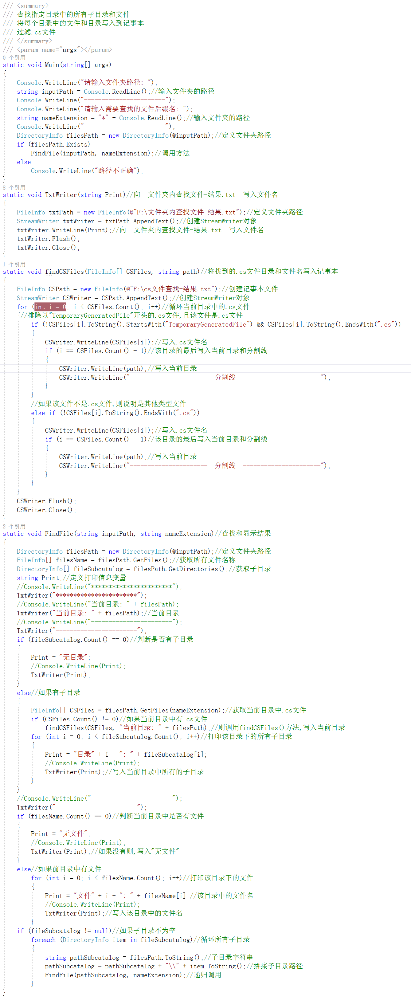 /// <summary>
/// 查找指定目录中的所有子目录和文件
/// 将每个目录中的文件和目录写入到记事本
/// 过滤.cs文件
/// </summary>
/// <param name="args"></param>
0 个引用
static void Main(string[] args)
{
    Console.WriteLine("请输入文件夹路径: ");
    string inputPath = Console.ReadLine();//输入文件夹的路径
    Console.WriteLine("-----------------------");
    Console.WriteLine("请输入需要查找的文件后缀名: ");
    string nameExtension = "*" + Console.ReadLine();//输入文件夹的路径
    Console.WriteLine("-----------------------");
    DirectoryInfo filesPath = new DirectoryInfo(@inputPath);//定义文件夹路径
    if (filesPath.Exists)
        FindFile(inputPath, nameExtension);//调用方法
    else
        Console.WriteLine("路径不正确");
}
8 个引用
static void TxtWriter(string Print)//向  文件夹内查找文件-结果.txt  写入文件名
{
    FileInfo txtPath = new FileInfo(@"F:\文件夹内查找文件-结果.txt");//定义文件夹路径
    StreamWriter txtWriter = txtPath.AppendText();//创建StreamWriter对象
    txtWriter.WriteLine(Print);//向  文件夹内查找文件-结果.txt  写入文件名
    txtWriter.Flush();
    txtWriter.Close();
}
1 个引用
static void findCSFiles(FileInfo[] CSFiles, string path)//将找到的.cs文件目录和文件名写入记事本
{
    FileInfo CSPath = new FileInfo(@"F:\cs文件查找-结果.txt");//创建记事本文件
    StreamWriter CSWriter = CSPath.AppendText();//创建StreamWriter对象
    for (int i = 0; i < CSFiles.Count(); i++)//循环当前目录中的.cs文件
    {//排除以"TemporaryGeneratedFile"开头的.cs文件,且该文件是.cs文件
        if (!CSFiles[i].ToString().StartsWith("TemporaryGeneratedFile") && CSFiles[i].ToString().EndsWith(".cs"))
        {
            CSWriter.WriteLine(CSFiles[i]);//写入.cs文件名
            if (i == CSFiles.Count() - 1)//该目录的最后写入当前目录和分割线
            {
                CSWriter.WriteLine(path);//写入当前目录
                CSWriter.WriteLine("----------------------  分割线  ----------------------");
            }
        }
        //如果该文件不是.cs文件,则说明是其他类型文件
        else if (!CSFiles[i].ToString().EndsWith(".cs"))
        {
            CSWriter.WriteLine(CSFiles[i]);//写入.cs文件名
            if (i == CSFiles.Count() - 1)//该目录的最后写入当前目录和分割线
            {
                CSWriter.WriteLine(path);//写入当前目录
                CSWriter.WriteLine("----------------------  分割线  ----------------------");
            }
        }
    }
    CSWriter.Flush();
    CSWriter.Close();
}
2 个引用
static void FindFile(string inputPath, string nameExtension)//查找和显示结果
{
    DirectoryInfo filesPath = new DirectoryInfo(@inputPath);//定义文件夹路径
    FileInfo[] filesName = filesPath.GetFiles();//获取所有文件名称
    DirectoryInfo[] fileSubcatalog = filesPath.GetDirectories();//获取子目录
    string Print;//定义打印信息变量
    //Console.WriteLine("***********************");
    TxtWriter("***********************");
    //Console.WriteLine("当前目录: " + filesPath);
    TxtWriter("当前目录: " + filesPath);//当前目录
    //Console.WriteLine("-----------------------");
    TxtWriter("-----------------------");
    if (fileSubcatalog.Count() == 0)//判断是否有子目录
    {
        Print = "无目录";
        //Console.WriteLine(Print);
        TxtWriter(Print);
    }
    else//如果有子目录
    {
        FileInfo[] CSFiles = filesPath.GetFiles(nameExtension);//获取当前目录中.cs文件
        if (CSFiles.Count() != 0)//如果当前目录中有.cs文件
            findCSFiles(CSFiles, "当前目录: " + filesPath);//则调用findCSFiles()方法,写入当前目录
        for (int i = 0; i < fileSubcatalog.Count(); i++)//打印该目录下的所有子目录
        {
            Print = "目录" + i + ": " + fileSubcatalog[i];
            //Console.WriteLine(Print);
            TxtWriter(Print);//写入当前目录中所有的子目录
        }
    }
    //Console.WriteLine("-----------------------");
    TxtWriter("-----------------------");
    if (filesName.Count() == 0)//判断当前目录中是否有文件
    {
        Print = "无文件";
        //Console.WriteLine(Print);
        TxtWriter(Print);//如果没有则,写入"无文件"
    }
    else//如果前目录中有文件
        for (int i = 0; i < filesName.Count(); i++)//打印该目录下的文件
        {
            Print = "文件" + i + ": " + filesName[i];//该目录中的文件名
            //Console.WriteLine(Print);
            TxtWriter(Print);//写入该目录中的文件名
        }
    if (fileSubcatalog != null)//如果子目录不为空
        foreach (DirectoryInfo item in fileSubcatalog)//循环所有子目录
        {
            string pathSubcatalog = filesPath.ToString();//子目录字符串
            pathSubcatalog = pathSubcatalog + "\\" + item.ToString();//拼接子目录路径
            FindFile(pathSubcatalog, nameExtension);//递归调用
        }
}